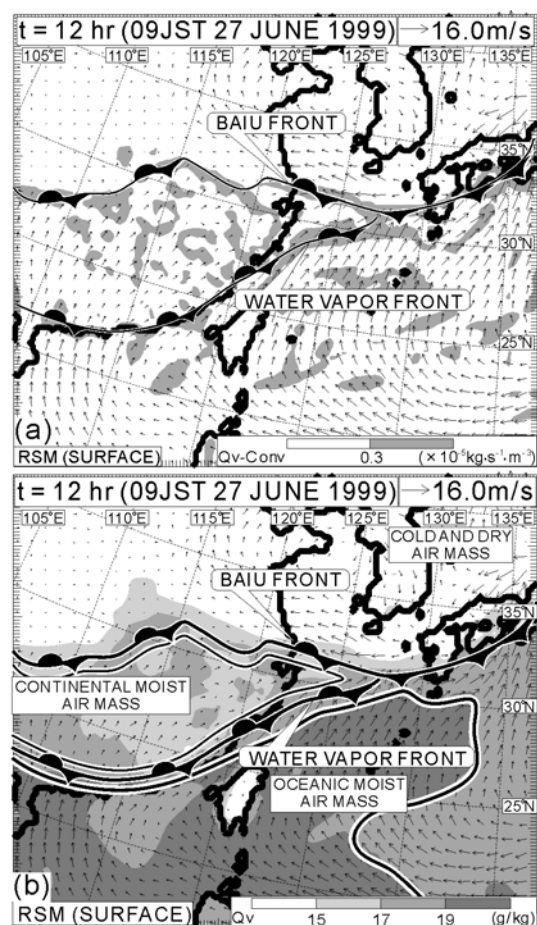 t = 12 hr (09JST 27 JUNE 1999) → 16.0m/s
105°E 110°E 115°E 120°E 125°E 130°E 135°E
BAIU FRONT
35°N
30°N
WATER VAPOR FRONT
25°N
(a)
RSM (SURFACE) Qv-Conv 0.3 (× 10⁻⁵kg·s⁻¹·m⁻³)
t = 12 hr (09JST 27 JUNE 1999) → 16.0m/s
105°E 110°E 115°E 120°E 125°E 130°E 135°E
COLD AND DRY
AIR MASS
BAIU FRONT
35°N
CONTINENTAL MOIST
AIR MASS
30°N
WATER VAPOR FRONT
OCEANIC MOIST
AIR MASS
25°N
(b)
RSM (SURFACE) Qv 15 17 19 (g/kg)